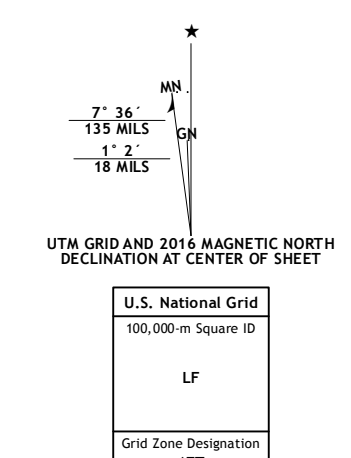 ★
MN
7° 36´
135 MILS
GN
1° 2´
18 MILS
UTM GRID AND 2016 MAGNETIC NORTH
DECLINATION AT CENTER OF SHEET
U.S. National Grid
100,000-m Square ID
LF
Grid Zone Designation